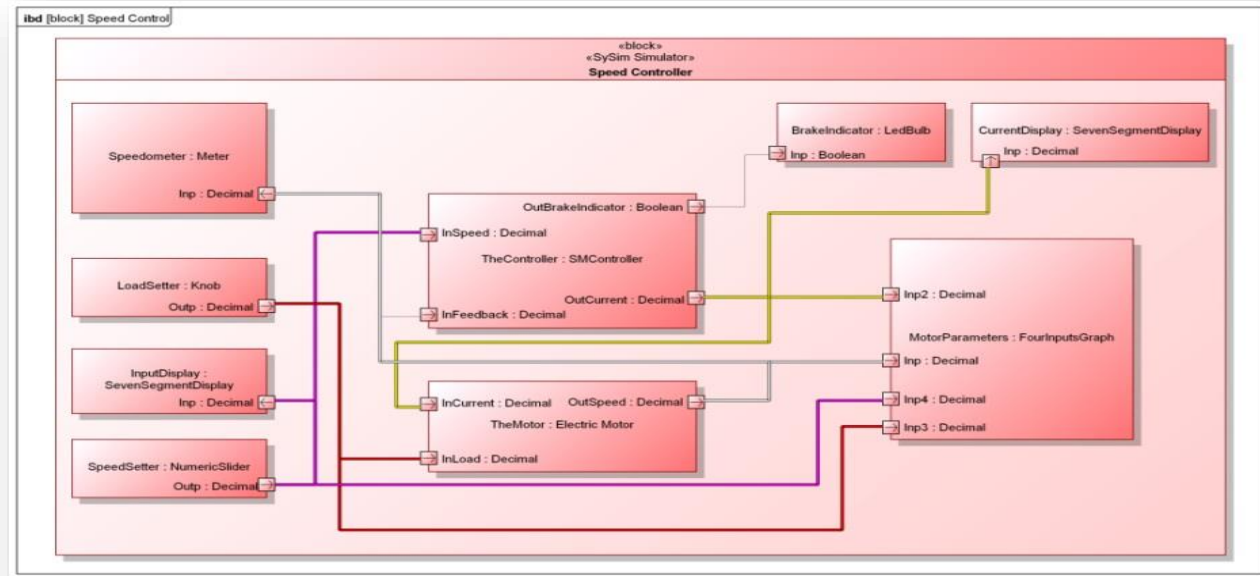 ibd [block] Speed Control
«block»
«SySim Simulator»
Speed Controller
Speedometer : Meter
Inp : Decimal
LoadSetter : Knob
Outp : Decimal
InputDisplay :
SevenSegmentDisplay
Inp : Decimal
SpeedSetter : NumericSlider
Outp : Decimal
OutBrakeIndicator : Boolean
InSpeed : Decimal
TheController : SMController
OutCurrent : Decimal
InFeedback : Decimal
InCurrent : Decimal
OutSpeed : Decimal
TheMotor : Electric Motor
InLoad : Decimal
BrakeIndicator : LedBulb
Inp : Boolean
CurrentDisplay : SevenSegmentDisplay
Inp : Decimal
Inp2 : Decimal
MotorParameters : FourInputsGraph
Inp : Decimal
Inp4 : Decimal
Inp3 : Decimal